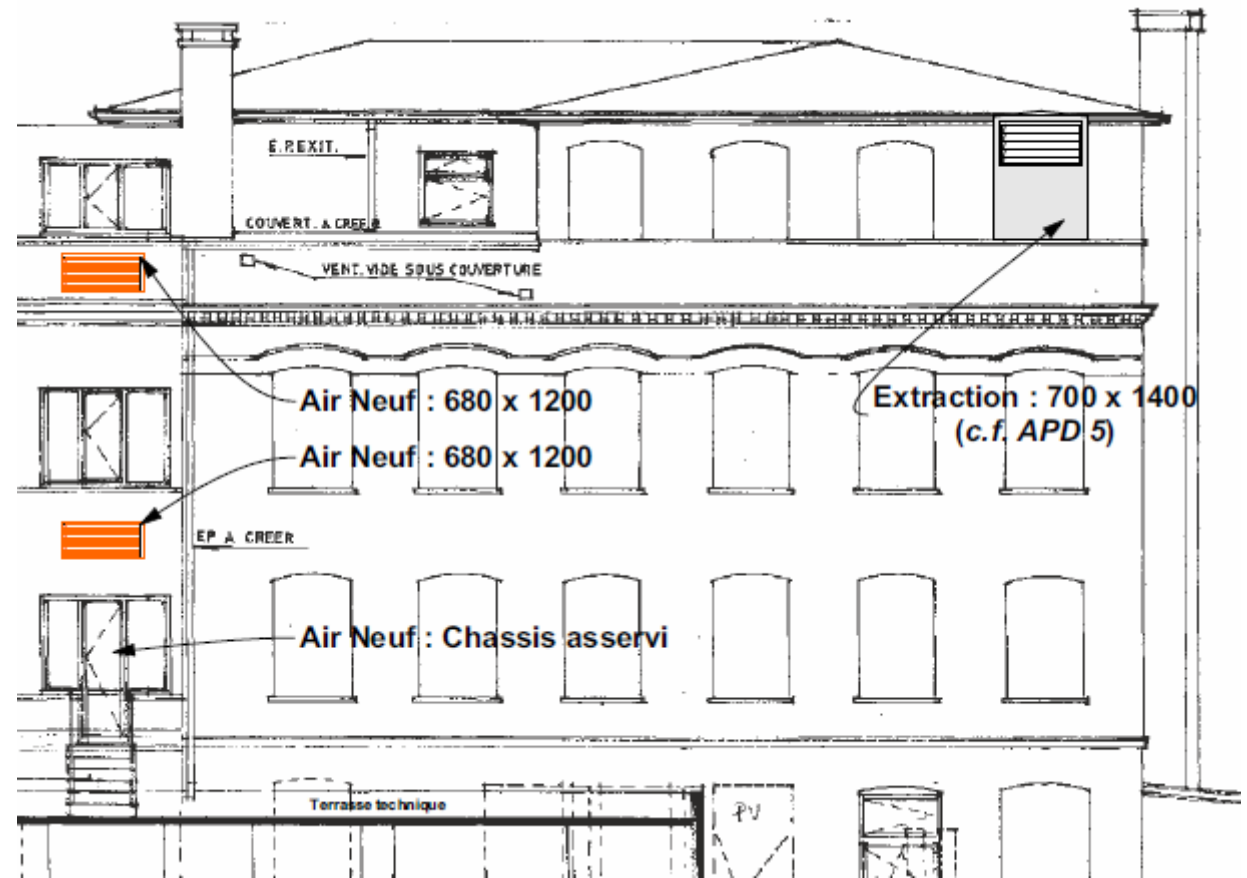 E.P.EXIT.
COUVERT. A CREER
VENT. VIDE SOUS COUVERTURE
Air Neuf : 680 x 1200
Extraction : 700 x 1400
(c.f. APD 5)
Air Neuf : 680 x 1200
EP A CREER
Air Neuf : Chassis asservi
Terrasse technique
PV